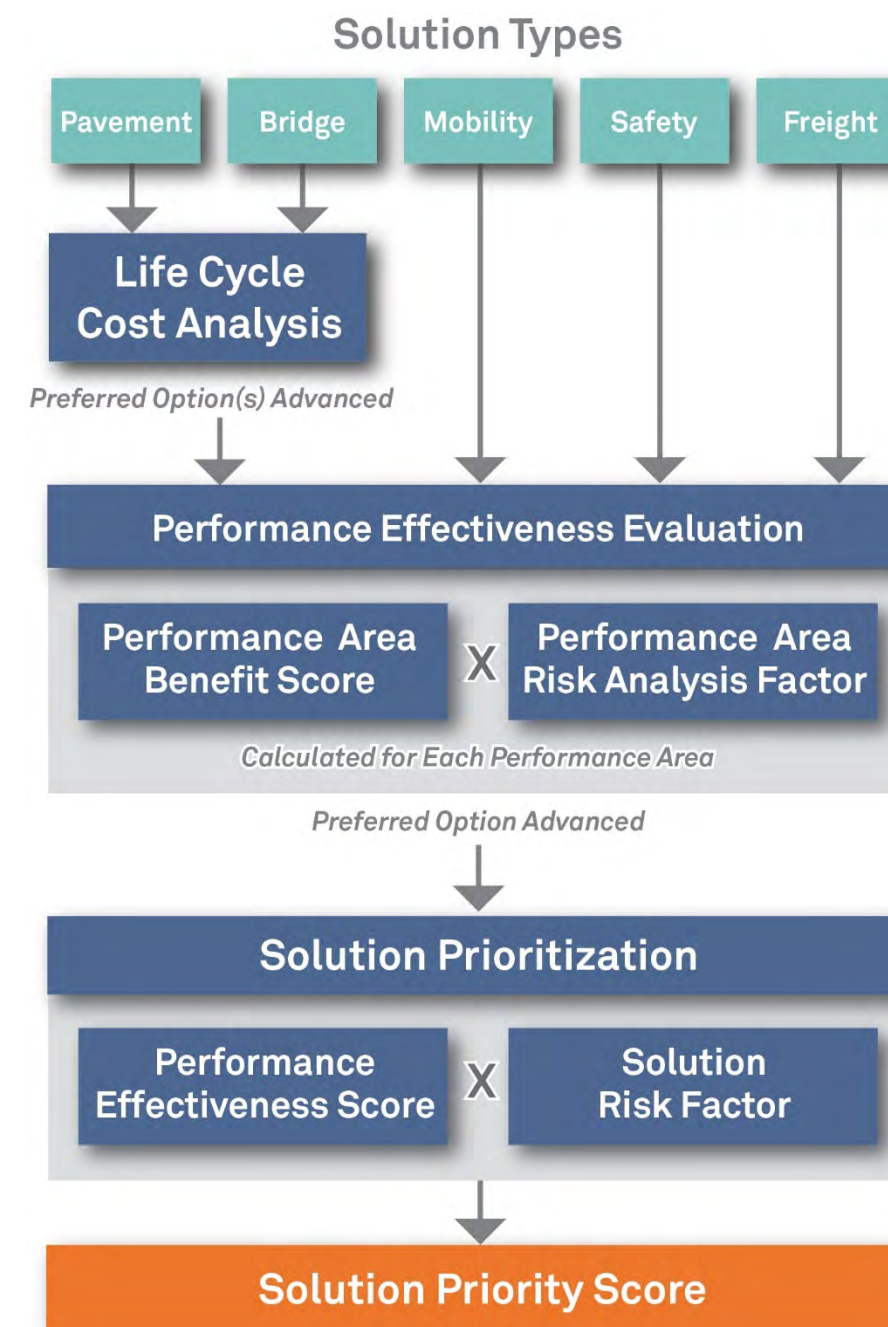 Solution Types
Pavement
Bridge
Mobility
Safety
Freight
Life Cycle
Cost Analysis
Preferred Option(s) Advanced
Performance Effectiveness Evaluation
Performance Area
Benefit Score
X
Performance Area
Risk Analysis Factor
Calculated for Each Performance Area
Preferred Option Advanced
Solution Prioritization
Performance
Effectiveness Score
X
Solution
Risk Factor
Solution Priority Score